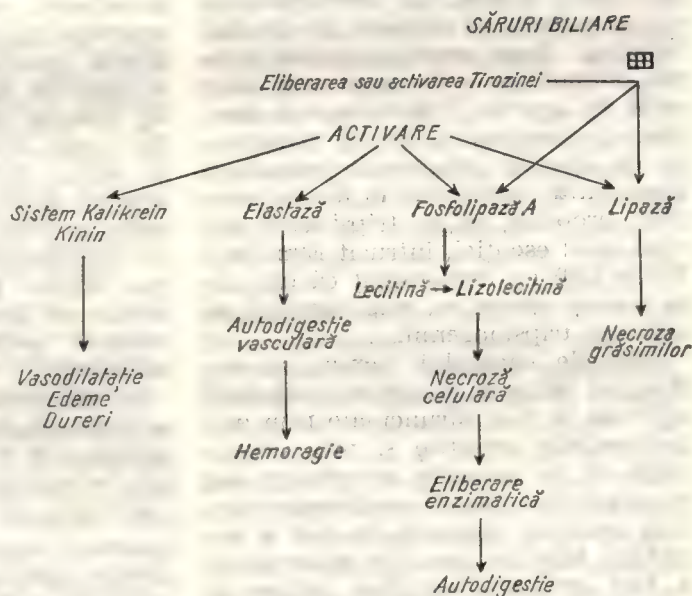 SĂRURI BILIARE
Eliberarea sau activarea Tirozinei
ACTIVARE
Sistem Kalikrein
Kinin
Elastază
Fosfolipază A
Lipază
Lecitină → Lizolecitină
Autodigestie
vasculară
Necroza
grăsimilor
Vasodilatație
Edeme
Dureri
Necroză
celulară
Hemoragie
Eliberare
enzimatică
Autodigestie